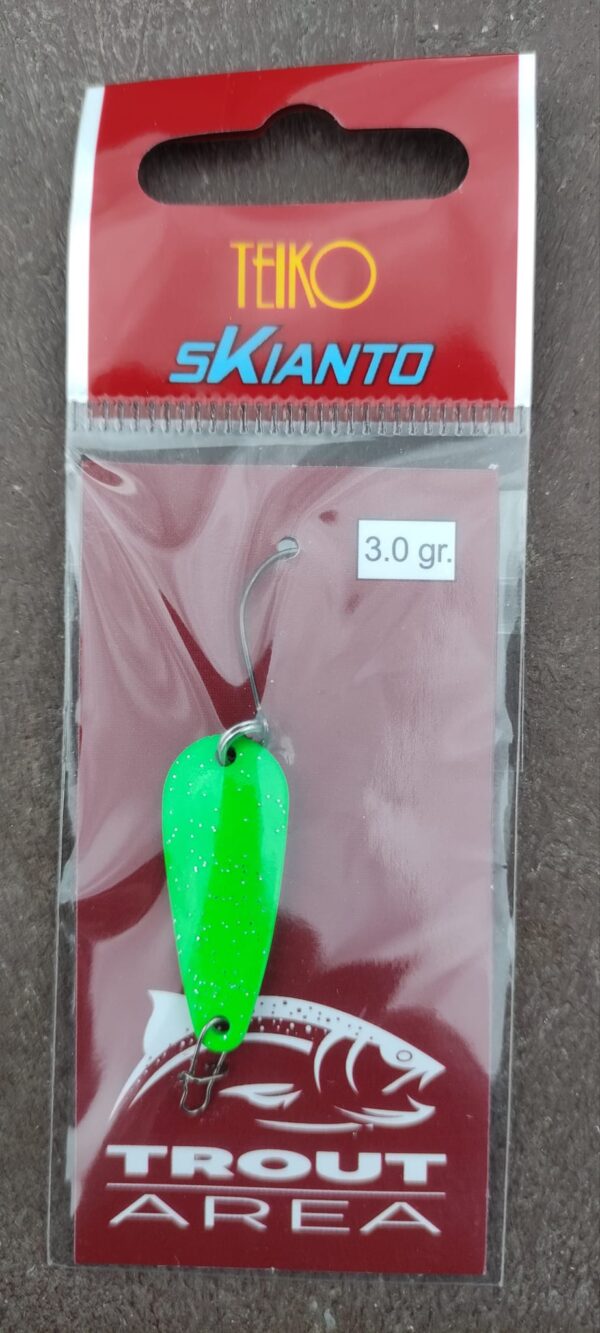 TEIKO
SKIANTO
3.0 gr.
TROUT
AREA